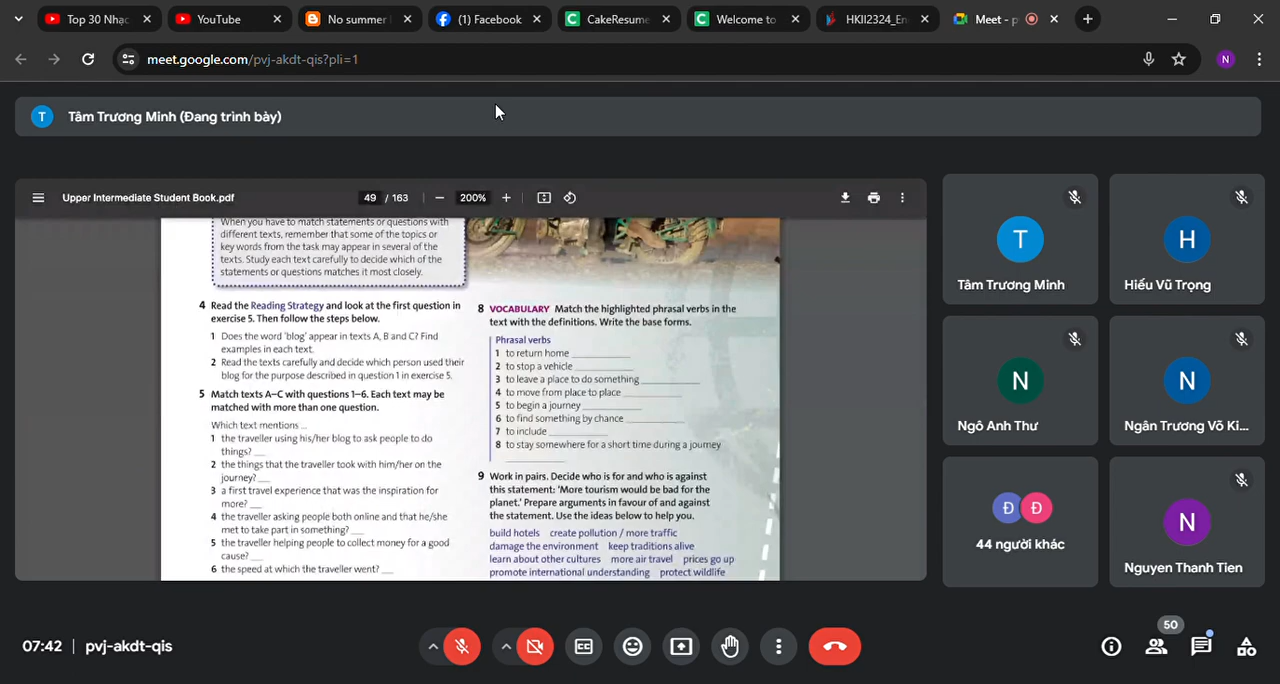 Top 30 Nhạc
YouTube
No summer
(1) Facebook
CakeResume
Welcome to
HKII2324_En
Meet - p
meet.google.com/pvj-akdt-qis?pli=1
N
T
Tâm Trương Minh (Đang trình bày)
Upper Intermediate Student Book.pdf
49 / 163
200%
When you have to match statements or questions with
different texts, remember that some of the topics or
key words from the task may appear in several of the
texts. Study each text carefully to decide which of the
statements or questions matches it most closely.
4 Read the Reading Strategy and look at the first question in
exercise 5. Then follow the steps below.
1 Does the word 'blog' appear in texts A, B and C? Find
examples in each text.
2 Read the texts carefully and decide which person used their
blog for the purpose described in question 1 in exercise 5.
5 Match texts A–C with questions 1–6. Each text may be
matched with more than one question.
Which text mentions ...
1 the traveller using his/her blog to ask people to do
things? __
2 the things that the traveller took with him/her on the
journey? __
3 a first travel experience that was the inspiration for
more? __
4 the traveller asking people both online and that he/she
met to take part in something? __
5 the traveller helping people to collect money for a good
cause? __
6 the speed at which the traveller went? __
8 VOCABULARY Match the highlighted phrasal verbs in the
text with the definitions. Write the base forms.
Phrasal verbs
1 to return home __________
2 to stop a vehicle __________
3 to leave a place to do something __________
4 to move from place to place __________
5 to begin a journey __________
6 to find something by chance __________
7 to include __________
8 to stay somewhere for a short time during a journey
__________
9 Work in pairs. Decide who is for and who is against
this statement: 'More tourism would be bad for the
planet.' Prepare arguments in favour of and against
the statement. Use the ideas below to help you.
build hotels create pollution / more traffic
damage the environment keep traditions alive
learn about other cultures more air travel prices go up
promote international understanding protect wildlife
T
Tâm Trương Minh
H
Hiếu Vũ Trọng
N
Ngô Anh Thư
N
Ngân Trương Võ Ki...
Đ Đ
44 người khác
N
Nguyen Thanh Tien
07:42 | pvj-akdt-qis
50